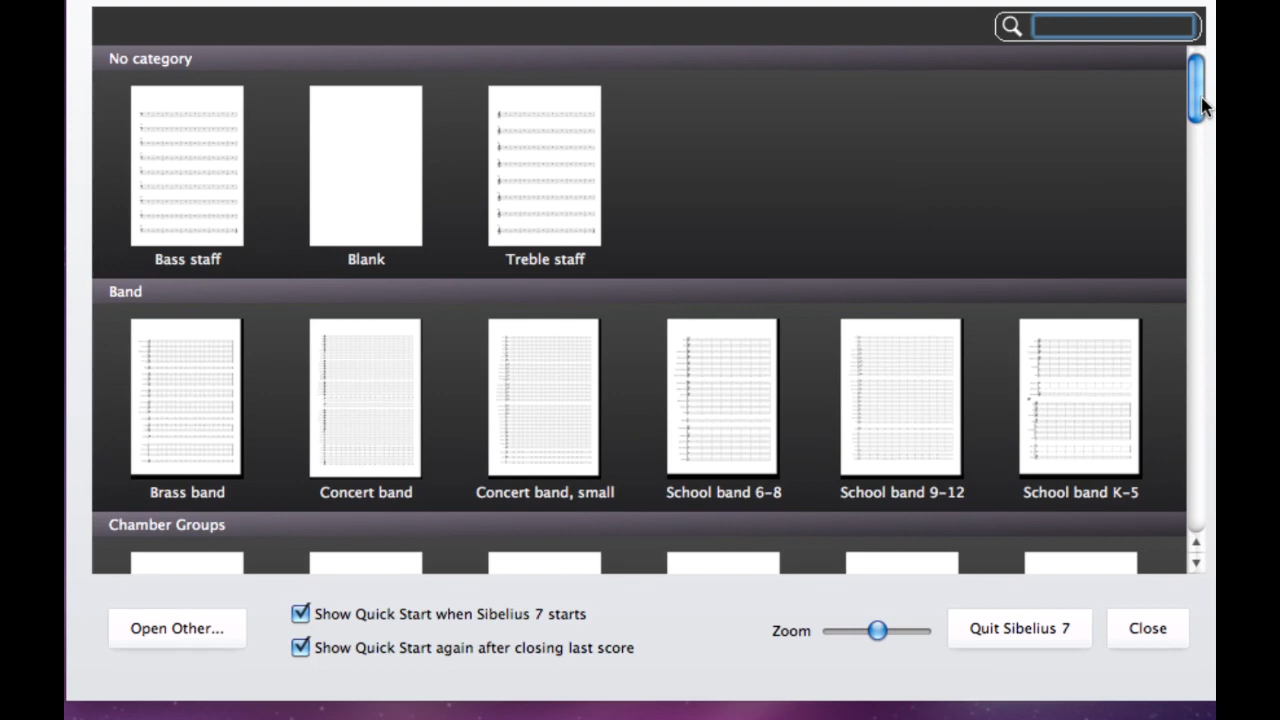 No category
Bass staff
Blank
Treble staff
Band
Brass band
Concert band
Concert band, small
School band 6-8
School band 9-12
School band K-5
Chamber Groups
Open Other...
Show Quick Start when Sibelius 7 starts
Show Quick Start again after closing last score
Zoom
Quit Sibelius 7
Close